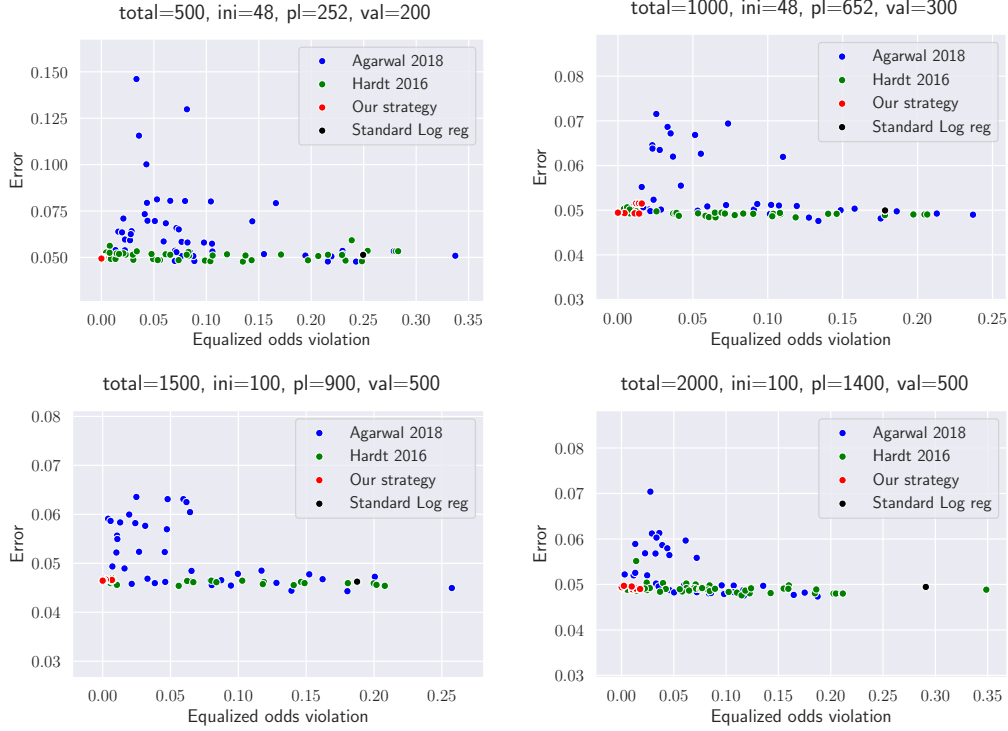 total=500, ini=48, pl=252, val=200
total=1000, ini=48, pl=652, val=300
Error
0.150
0.125
0.100
0.075
0.050
Agarwal 2018
Hardt 2016
Our strategy
Standard Log reg
0.00 0.05 0.10 0.15 0.20 0.25 0.30 0.35
Equalized odds violation
Error
0.08
0.07
0.06
0.05
0.04
0.03
Agarwal 2018
Hardt 2016
Our strategy
Standard Log reg
0.00 0.05 0.10 0.15 0.20 0.25
Equalized odds violation
total=1500, ini=100, pl=900, val=500
total=2000, ini=100, pl=1400, val=500
Error
0.08
0.07
0.06
0.05
0.04
0.03
Agarwal 2018
Hardt 2016
Our strategy
Standard Log reg
0.00 0.05 0.10 0.15 0.20 0.25
Equalized odds violation
Error
0.08
0.07
0.06
0.05
0.04
0.03
Agarwal 2018
Hardt 2016
Our strategy
Standard Log reg
0.00 0.05 0.10 0.15 0.20 0.25 0.30 0.35
Equalized odds violation